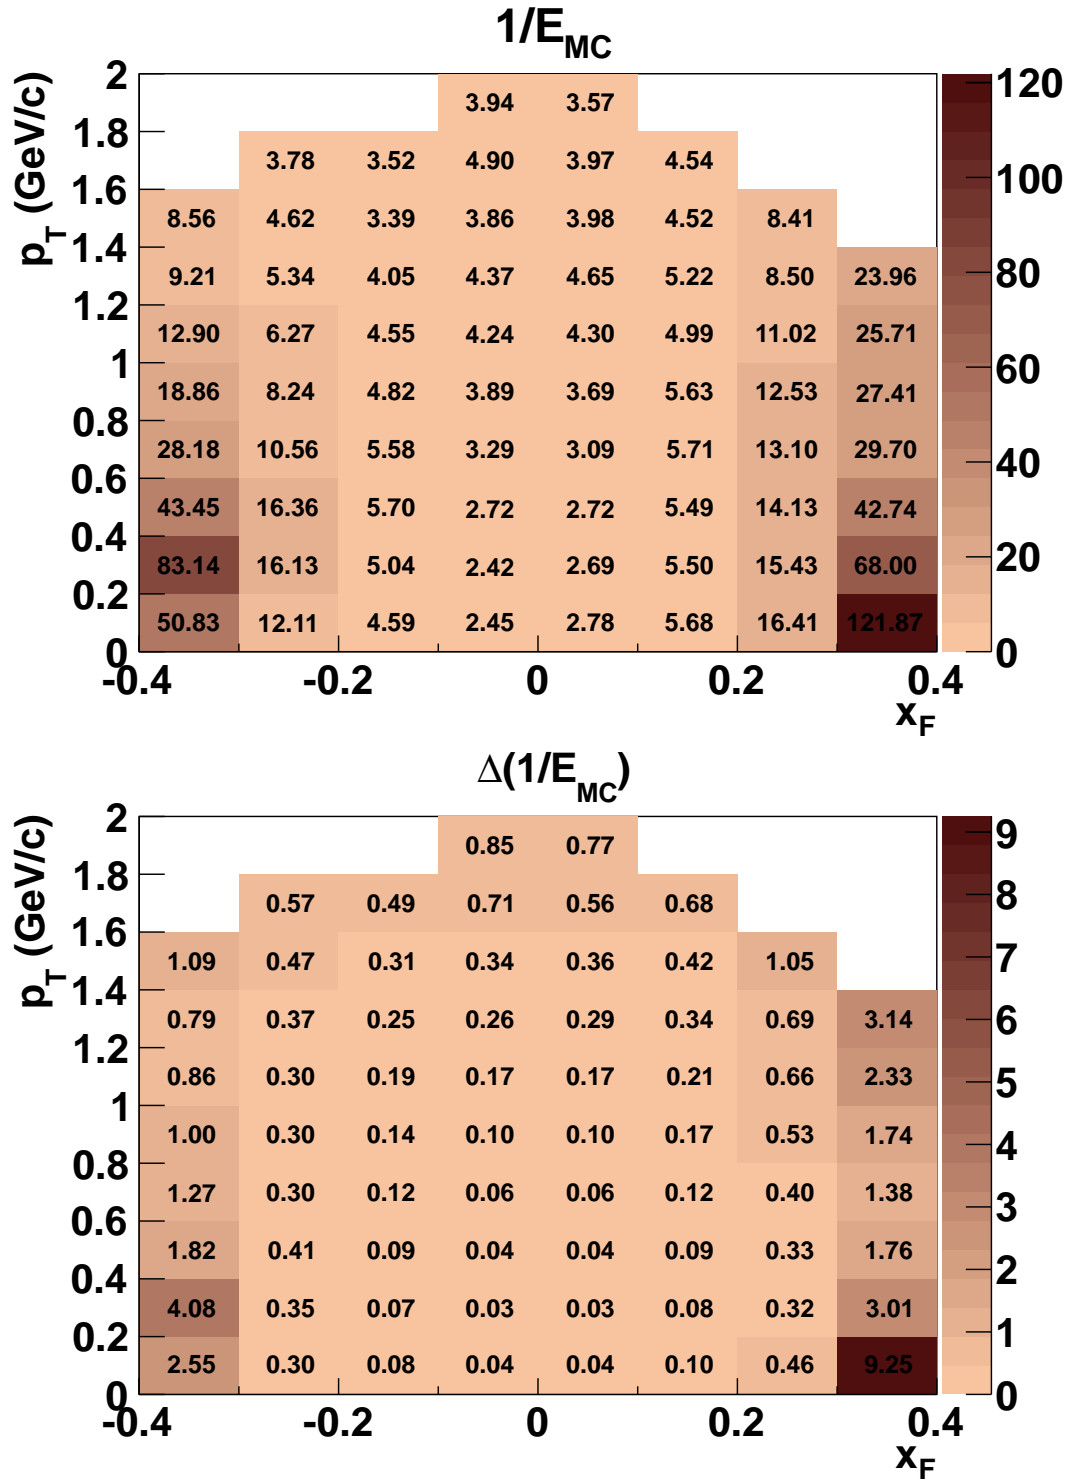 1/E_MC
p_T (GeV/c)
2 3.94 3.57 120
1.8 3.78 3.52 4.90 3.97 4.54 100
1.6 8.56 4.62 3.39 3.86 3.98 4.52 8.41
1.4 9.21 5.34 4.05 4.37 4.65 5.22 8.50 23.96 80
1.2 12.90 6.27 4.55 4.24 4.30 4.99 11.02 25.71
1 18.86 8.24 4.82 3.89 3.69 5.63 12.53 27.41 60
0.8 28.18 10.56 5.58 3.29 3.09 5.71 13.10 29.70 40
0.6 43.45 16.36 5.70 2.72 2.72 5.49 14.13 42.74
0.4 83.14 16.13 5.04 2.42 2.69 5.50 15.43 68.00 20
0.2 50.83 12.11 4.59 2.45 2.78 5.68 16.41 121.87
0 0
-0.4 -0.2 0 0.2 0.4
x_F
Δ(1/E_MC)
p_T (GeV/c)
2 0.85 0.77 9
1.8 0.57 0.49 0.71 0.56 0.68 8
1.6 1.09 0.47 0.31 0.34 0.36 0.42 1.05 7
1.4 0.79 0.37 0.25 0.26 0.29 0.34 0.69 3.14 6
1.2 0.86 0.30 0.19 0.17 0.17 0.21 0.66 2.33 5
1 1.00 0.30 0.14 0.10 0.10 0.17 0.53 1.74 4
0.8 1.27 0.30 0.12 0.06 0.06 0.12 0.40 1.38 3
0.6 1.82 0.41 0.09 0.04 0.04 0.09 0.33 1.76 2
0.4 4.08 0.35 0.07 0.03 0.03 0.08 0.32 3.01 1
0.2 2.55 0.30 0.08 0.04 0.04 0.10 0.46 9.25
0 0
-0.4 -0.2 0 0.2 0.4
x_F